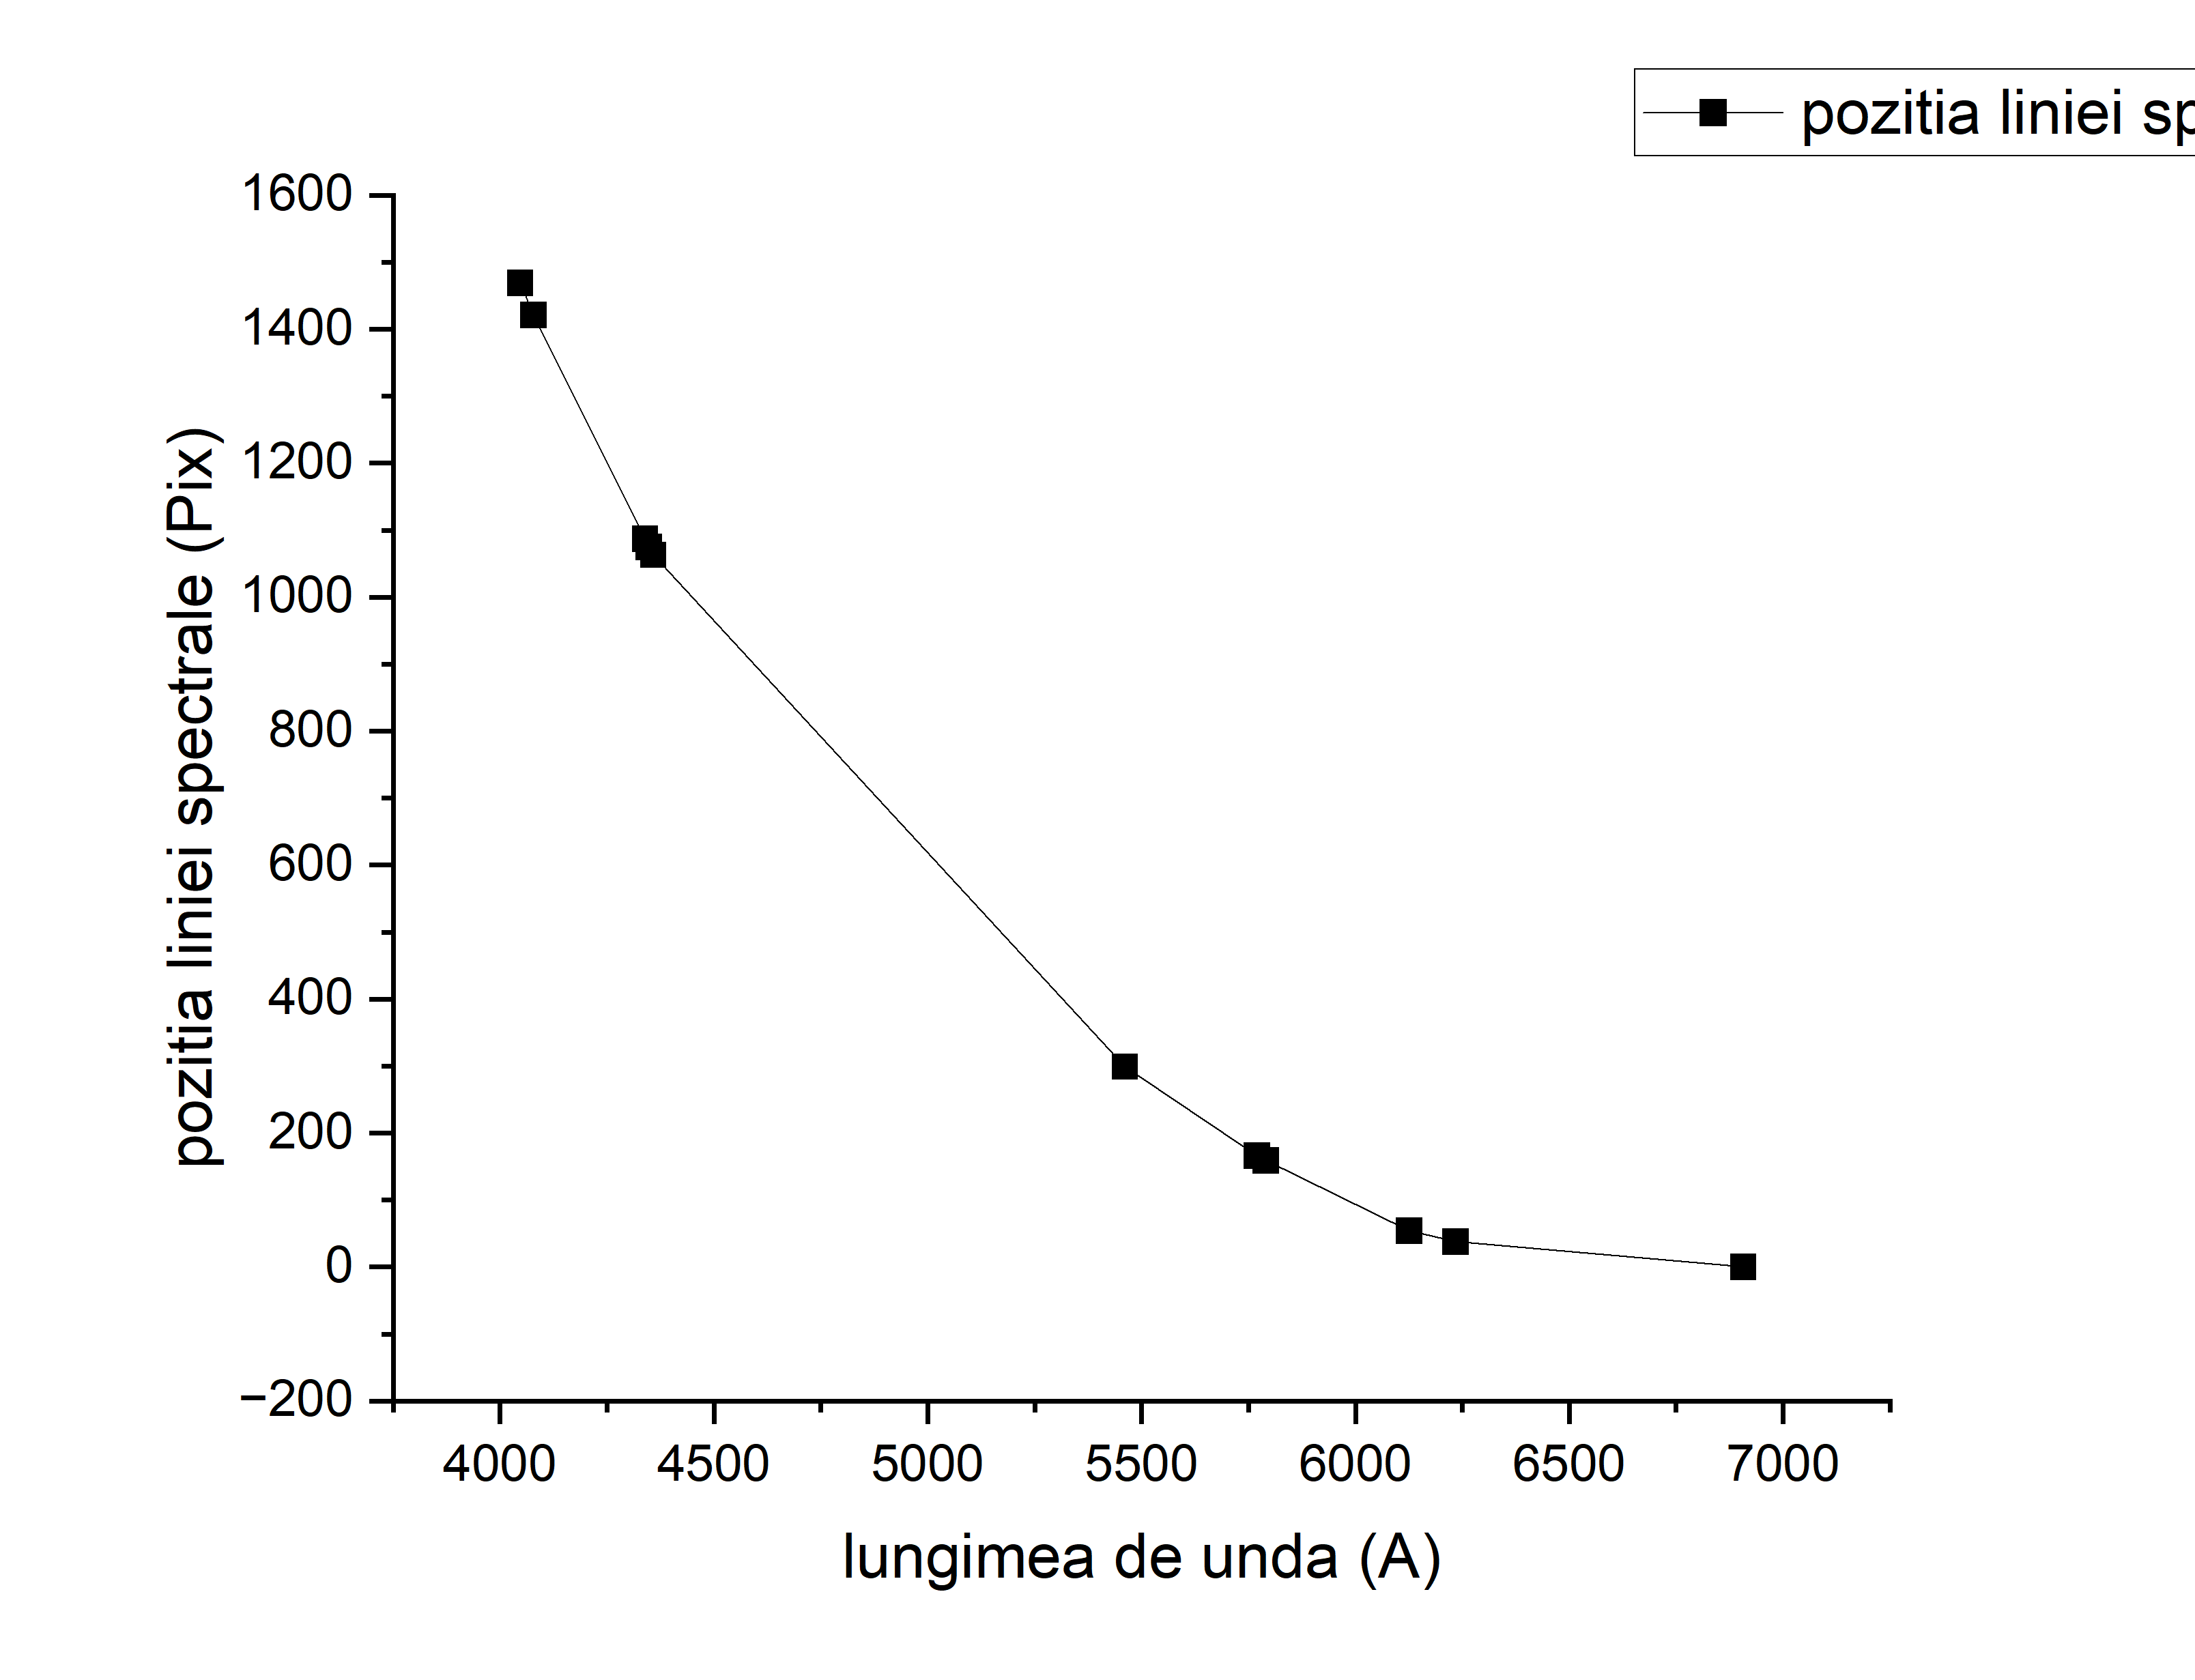 pozitia liniei sp
1600
1400
1200
1000
800
600
400
200
0
−200
pozitia liniei spectrale (Pix)
4000 4500 5000 5500 6000 6500 7000
lungimea de unda (A)